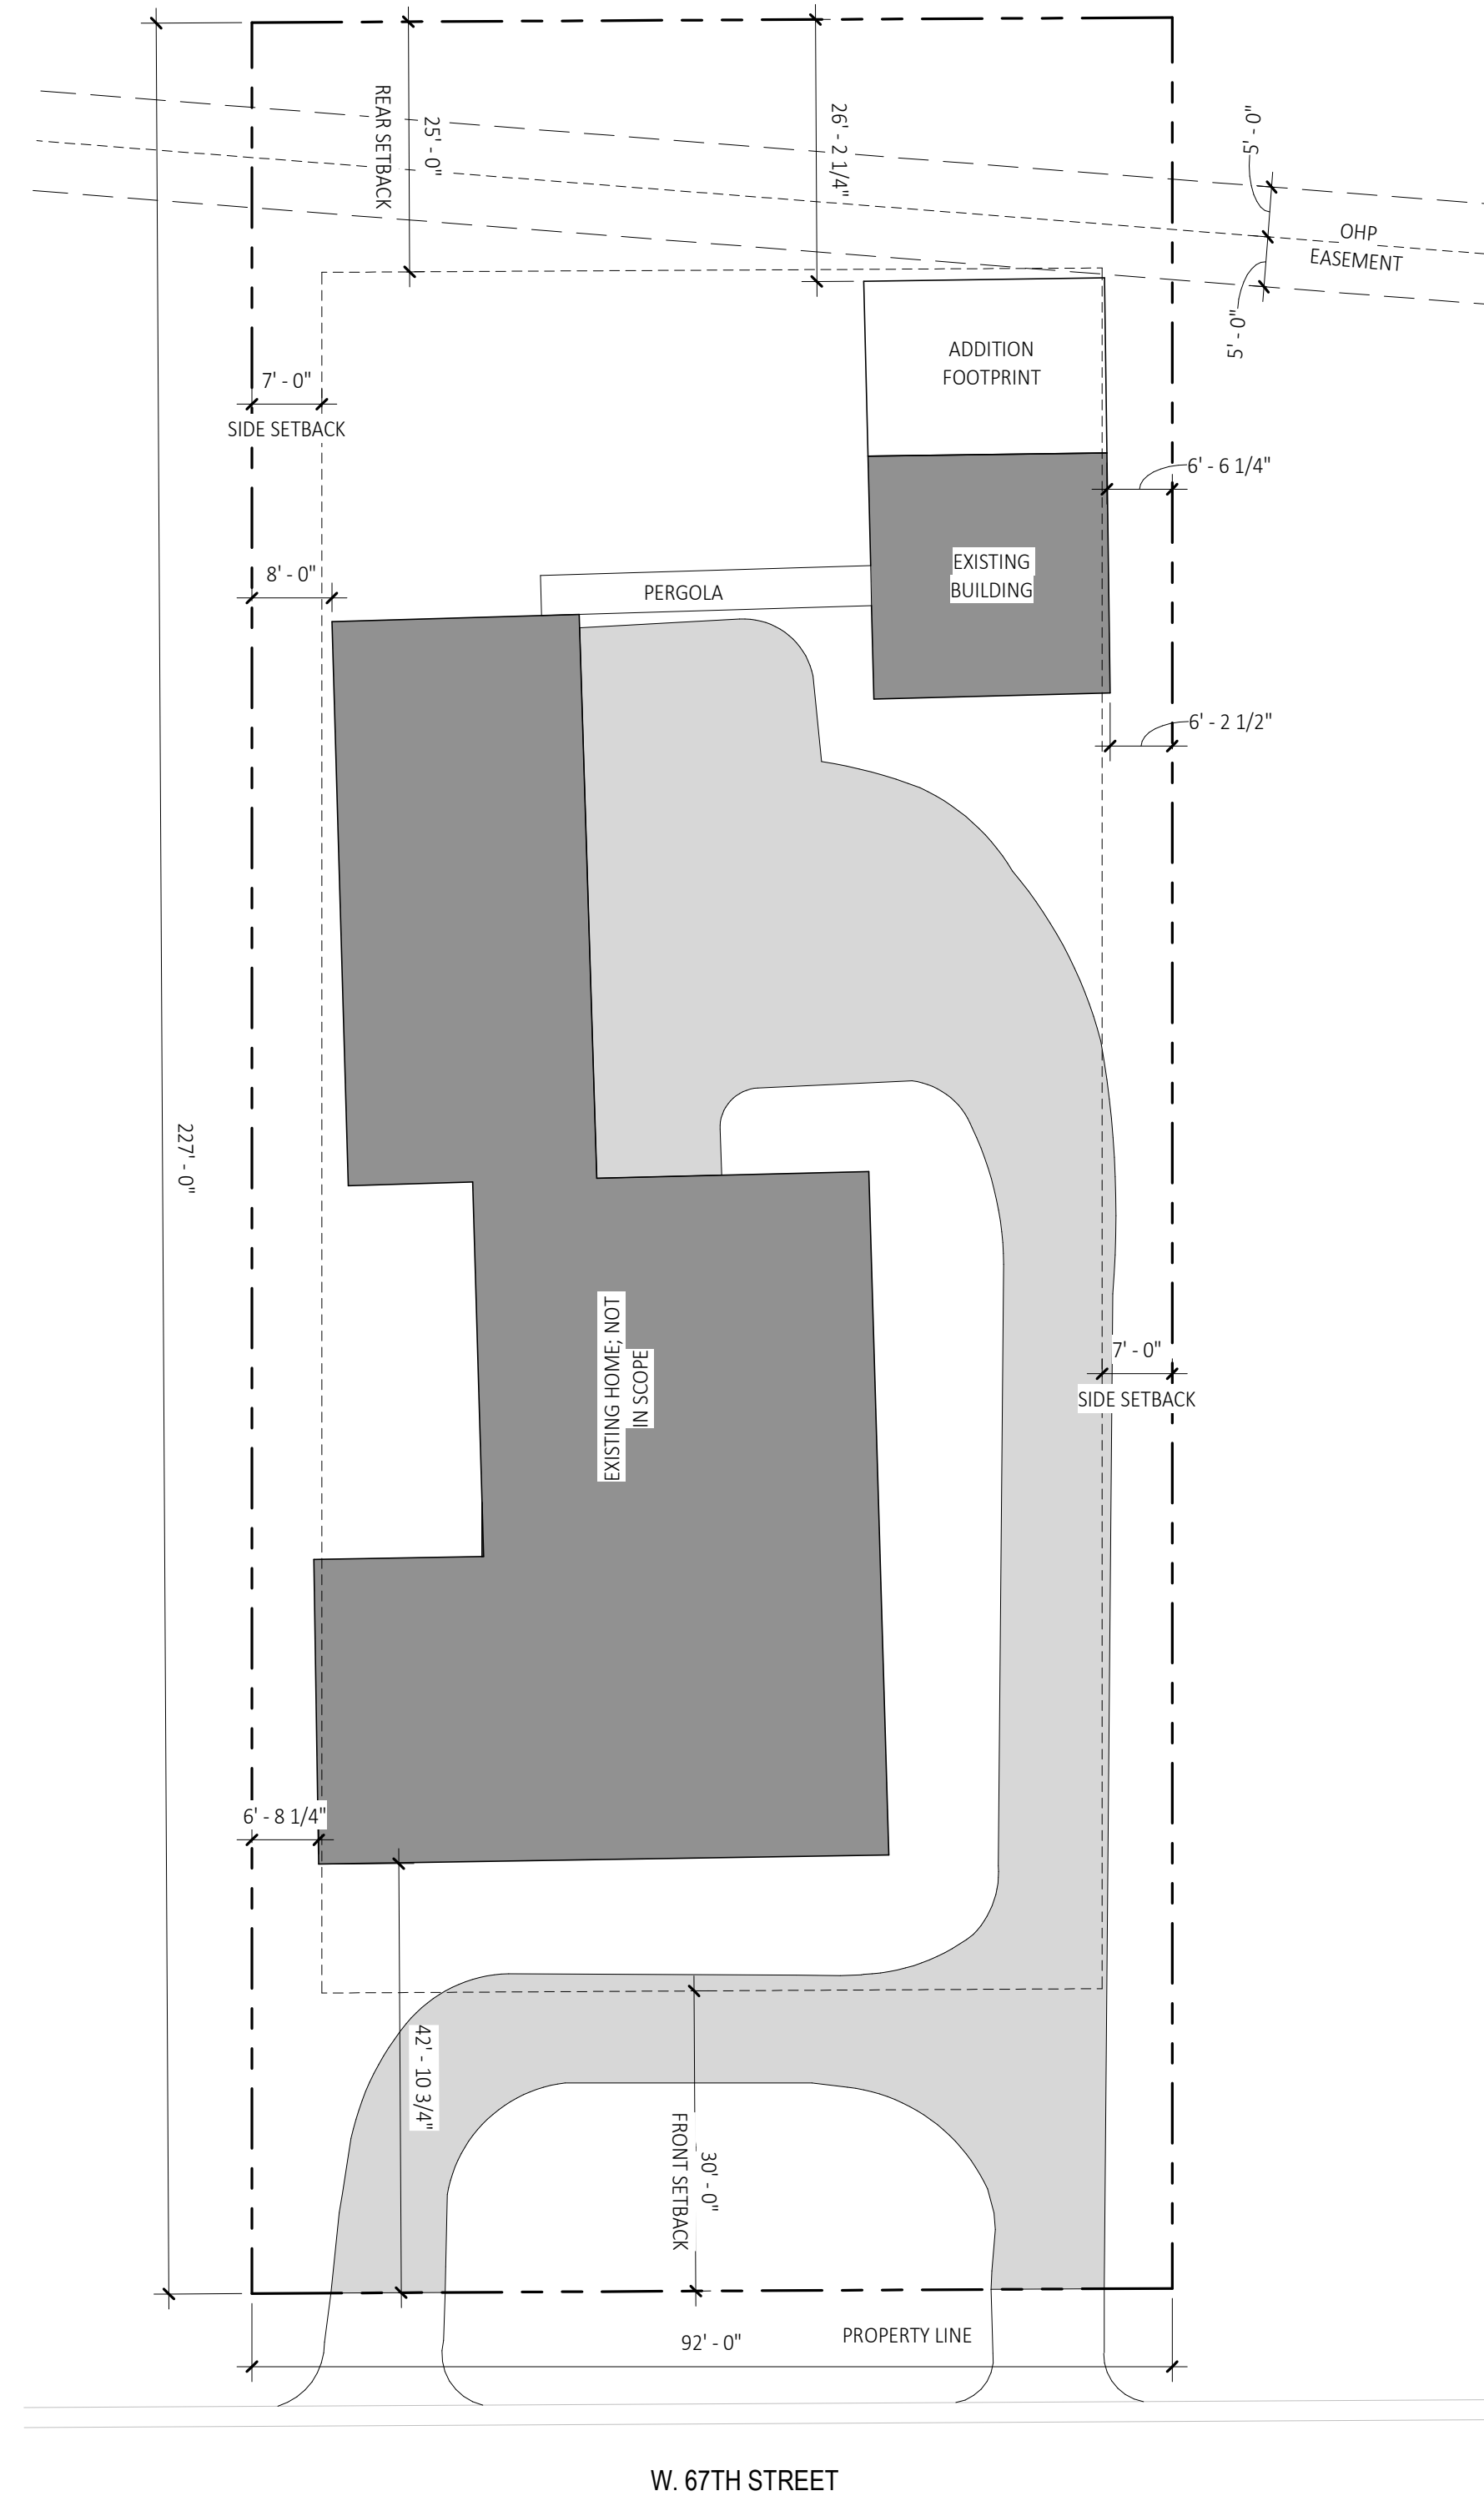 REAR SETBACK
25' - 0"
26' - 2 1/4"
5' - 0"
OHP
EASEMENT
5' - 0"
ADDITION
FOOTPRINT
7' - 0"
SIDE SETBACK
6' - 6 1/4"
8' - 0"
PERGOLA
EXISTING
BUILDING
6' - 2 1/2"
227' - 0"
EXISTING HOME; NOT
IN SCOPE
7' - 0"
SIDE SETBACK
6' - 8 1/4"
42' - 10 3/4"
30' - 0"
FRONT SETBACK
92' - 0"
PROPERTY LINE
W. 67TH STREET